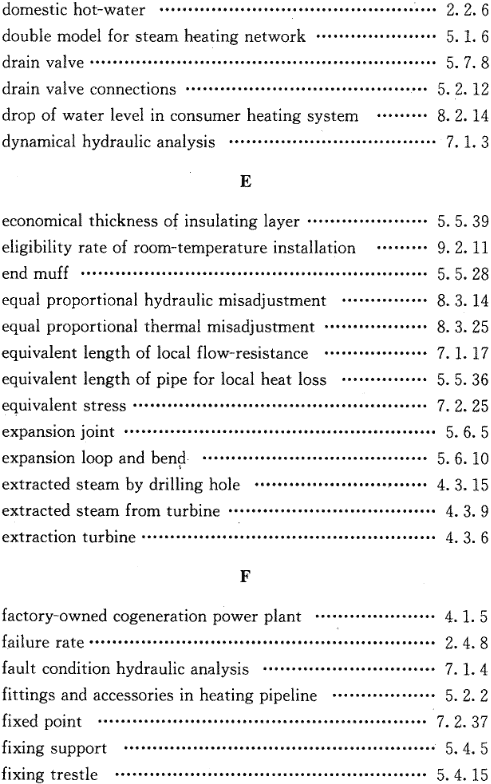 domestic hot-water ················ 2.2.6
double model for steam heating network ················ 5.1.6
drain valve ················ 5.7.8
drain valve connections ················ 5.2.12
drop of water level in consumer heating system ········· 8.2.14
dynamical hydraulic analysis ················ 7.1.3
E
economical thickness of insulating layer ················ 5.5.39
eligibility rate of room-temperature installation ········· 9.2.11
end muff ················ 5.5.28
equal proportional hydraulic misadjustment ················ 8.3.14
equal proportional thermal misadjustment ················ 8.3.25
equivalent length of local flow-resistance ················ 7.1.17
equivalent length of pipe for local heat loss ················ 5.5.36
equivalent stress ················ 7.2.25
expansion joint ················ 5.6.5
expansion loop and bend ················ 5.6.10
extracted steam by drilling hole ················ 4.3.15
extracted steam from turbine ················ 4.3.9
extraction turbine ················ 4.3.6
F
factory-owned cogeneration power plant ················ 4.1.5
failure rate ················ 2.4.8
fault condition hydraulic analysis ················ 7.1.4
fittings and accessories in heating pipeline ················ 5.2.2
fixed point ················ 7.2.37
fixing support ················ 5.4.5
fixing trestle ················ 5.4.15